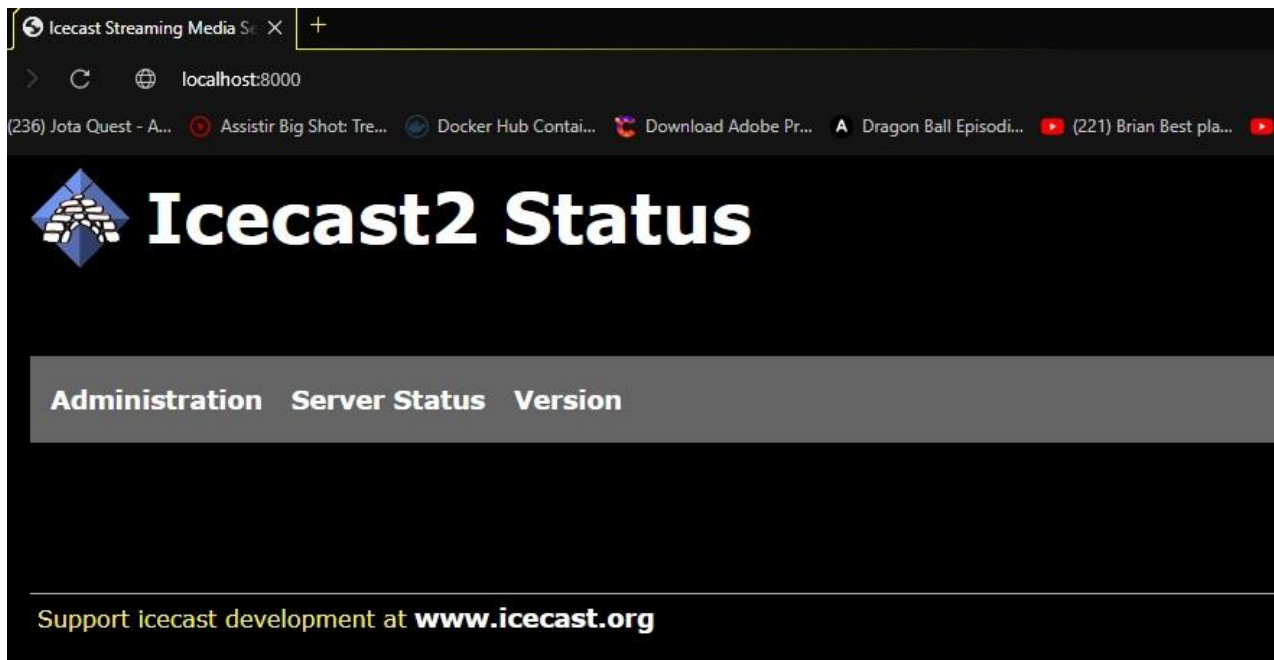 Icecast Streaming Media Se
localhost:8000
(236) Jota Quest - A... Assistir Big Shot: Tre... Docker Hub Contai... Download Adobe Pr... A Dragon Ball Episodi... (221) Brian Best pla...
Icecast2 Status
Administration Server Status Version
Support icecast development at www.icecast.org